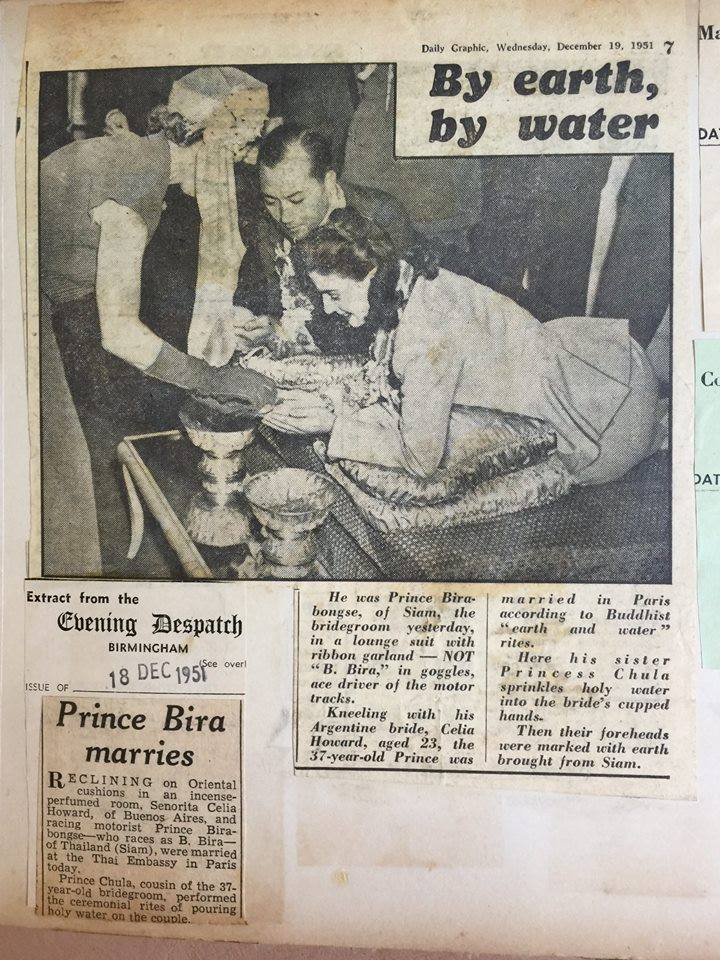 Daily Graphic, Wednesday, December 19, 1951 7
By earth,
by water
He was Prince Bira-
bongse, of Siam, the
bridegroom yesterday,
in a lounge suit with
ribbon garland — NOT
"B. Bira," in goggles,
ace driver of the motor
tracks.
Kneeling with his
Argentine bride, Celia
Howard, aged 23, the
37-year-old Prince was
married in Paris
according to Buddhist
"earth and water"
rites.
Here his sister
Princess Chula
sprinkles holy water
into the bride's cupped
hands.
Then their foreheads
were marked with earth
brought from Siam.
Extract from the
Evening Despatch
BIRMINGHAM
(See over)
ISSUE OF 18 DEC 1951
Prince Bira
marries
RECLINING on Oriental
cushions in an incense-
perfumed room, Senorita Celia
Howard, of Buenos Aires, and
racing motorist Prince Bira-
bongse—who races as B. Bira—
of Thailand (Siam), were married
at the Thai Embassy in Paris
today.
Prince Chula, cousin of the 37-
year-old bridegroom, performed
the ceremonial rites of pouring
holy water on the couple.
Ma
DA
Co
DAT